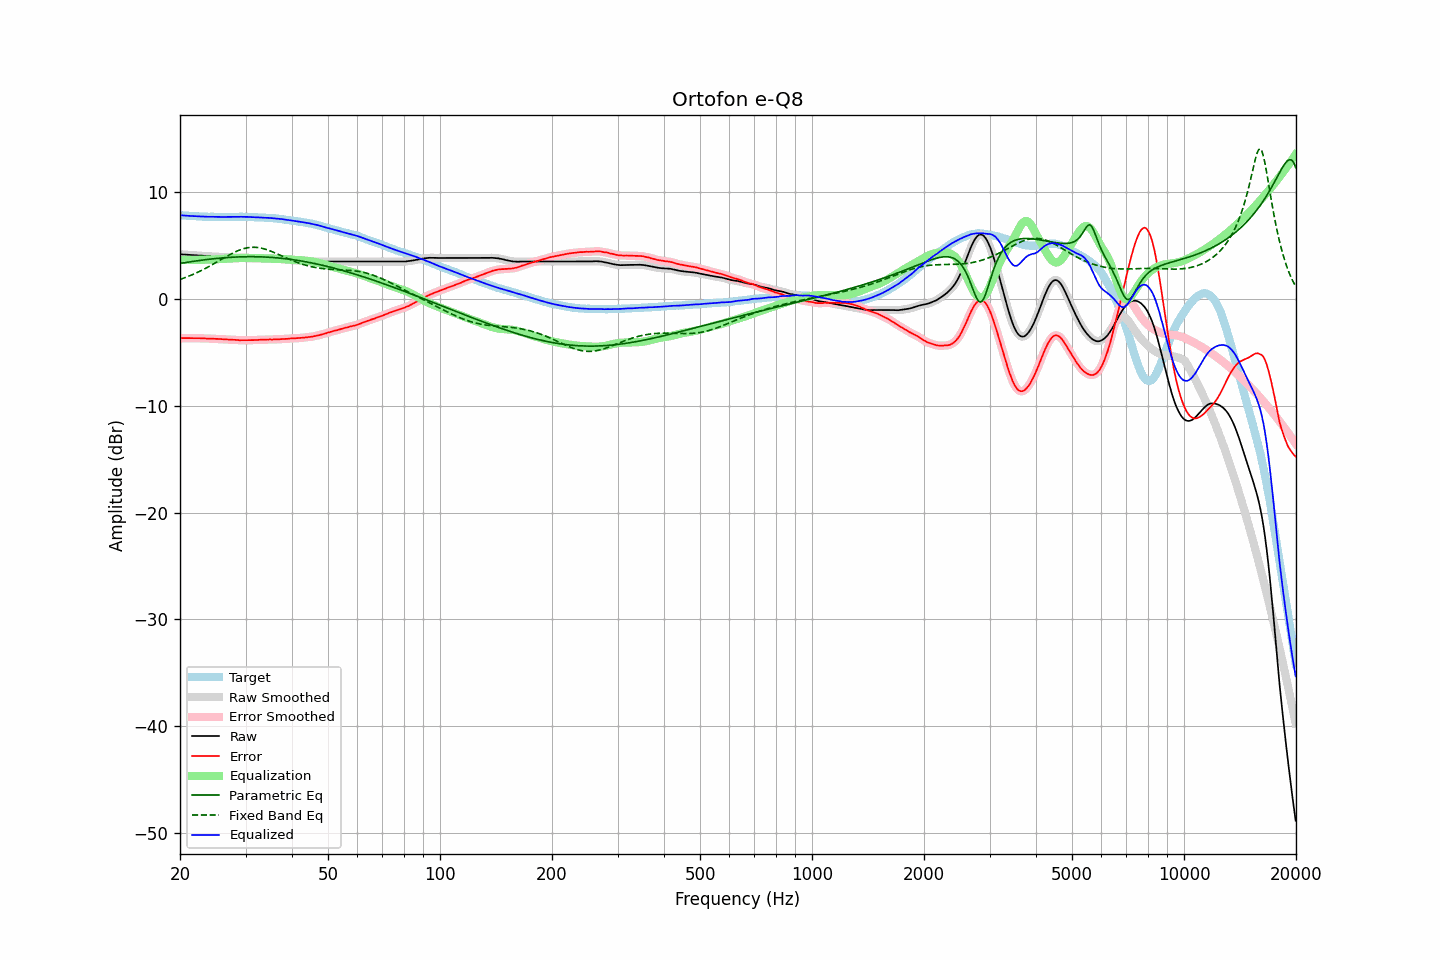 Ortofon e-Q8
Amplitude (dBr)
10
0
−10
−20
−30
−40
−50
Target
Raw Smoothed
Error Smoothed
Raw
Error
Equalization
Parametric Eq
Fixed Band Eq
Equalized
20 50 100 200 500 1000 2000 5000 10000 20000
Frequency (Hz)